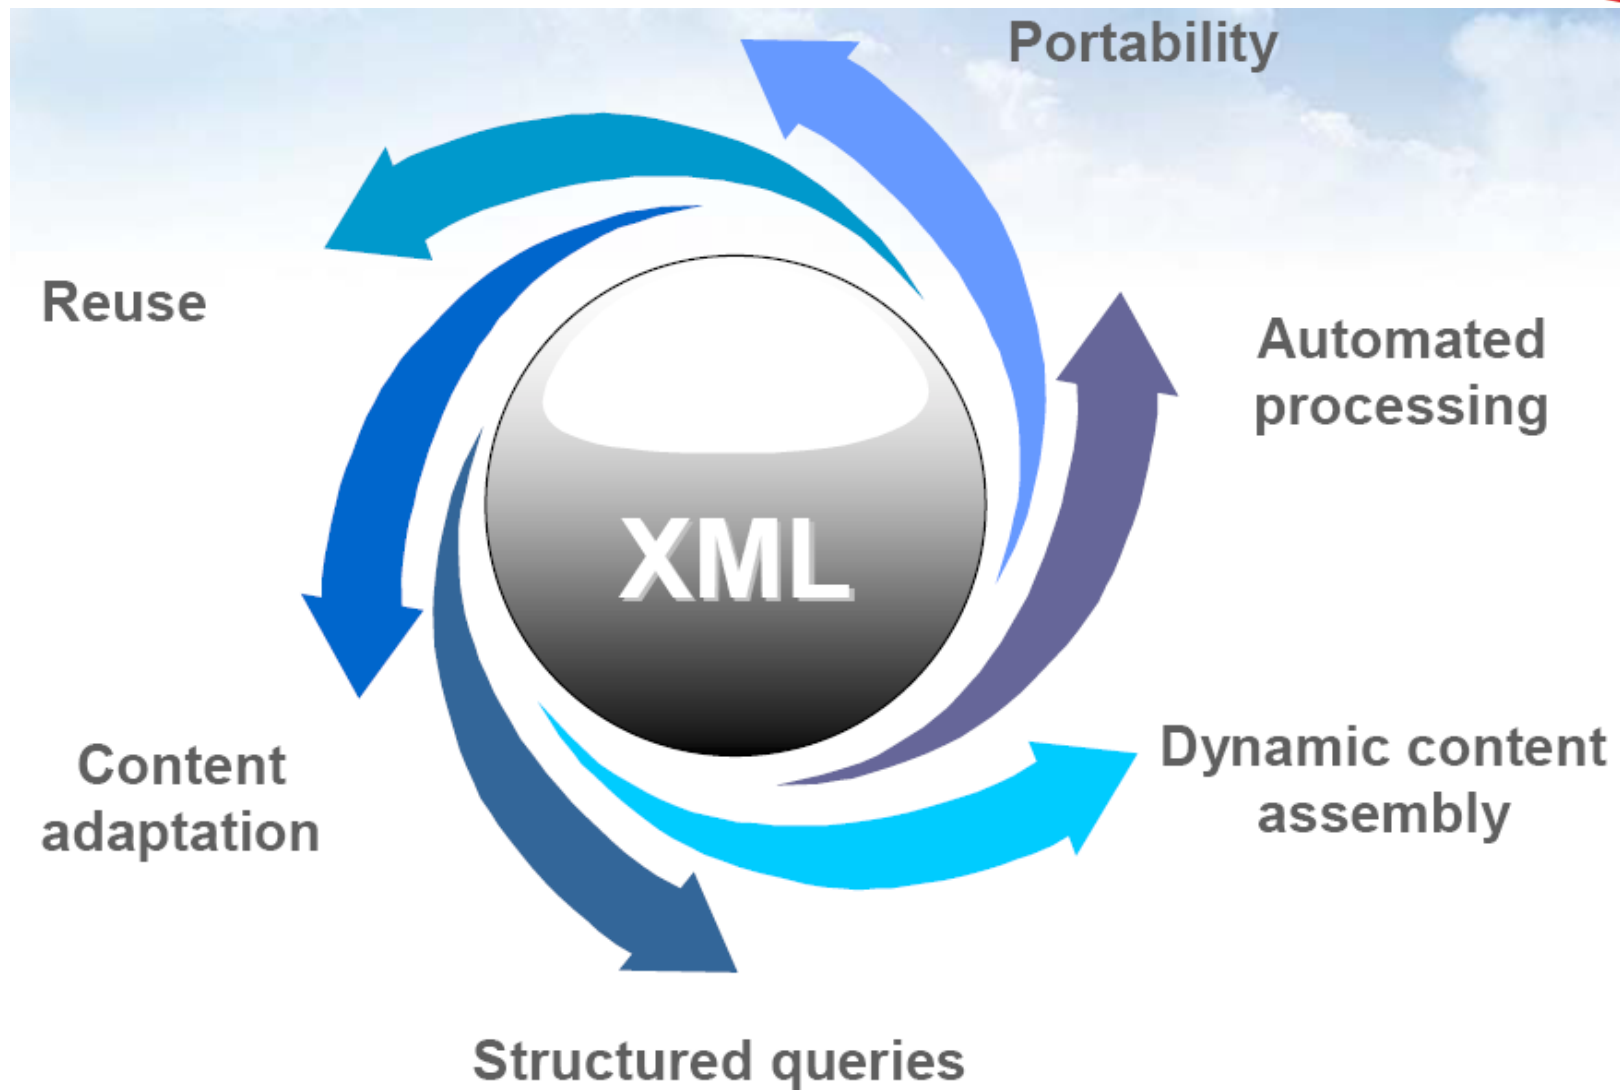 Portability
Reuse
Automated
processing
XML
Content
adaptation
Dynamic content
assembly
Structured queries